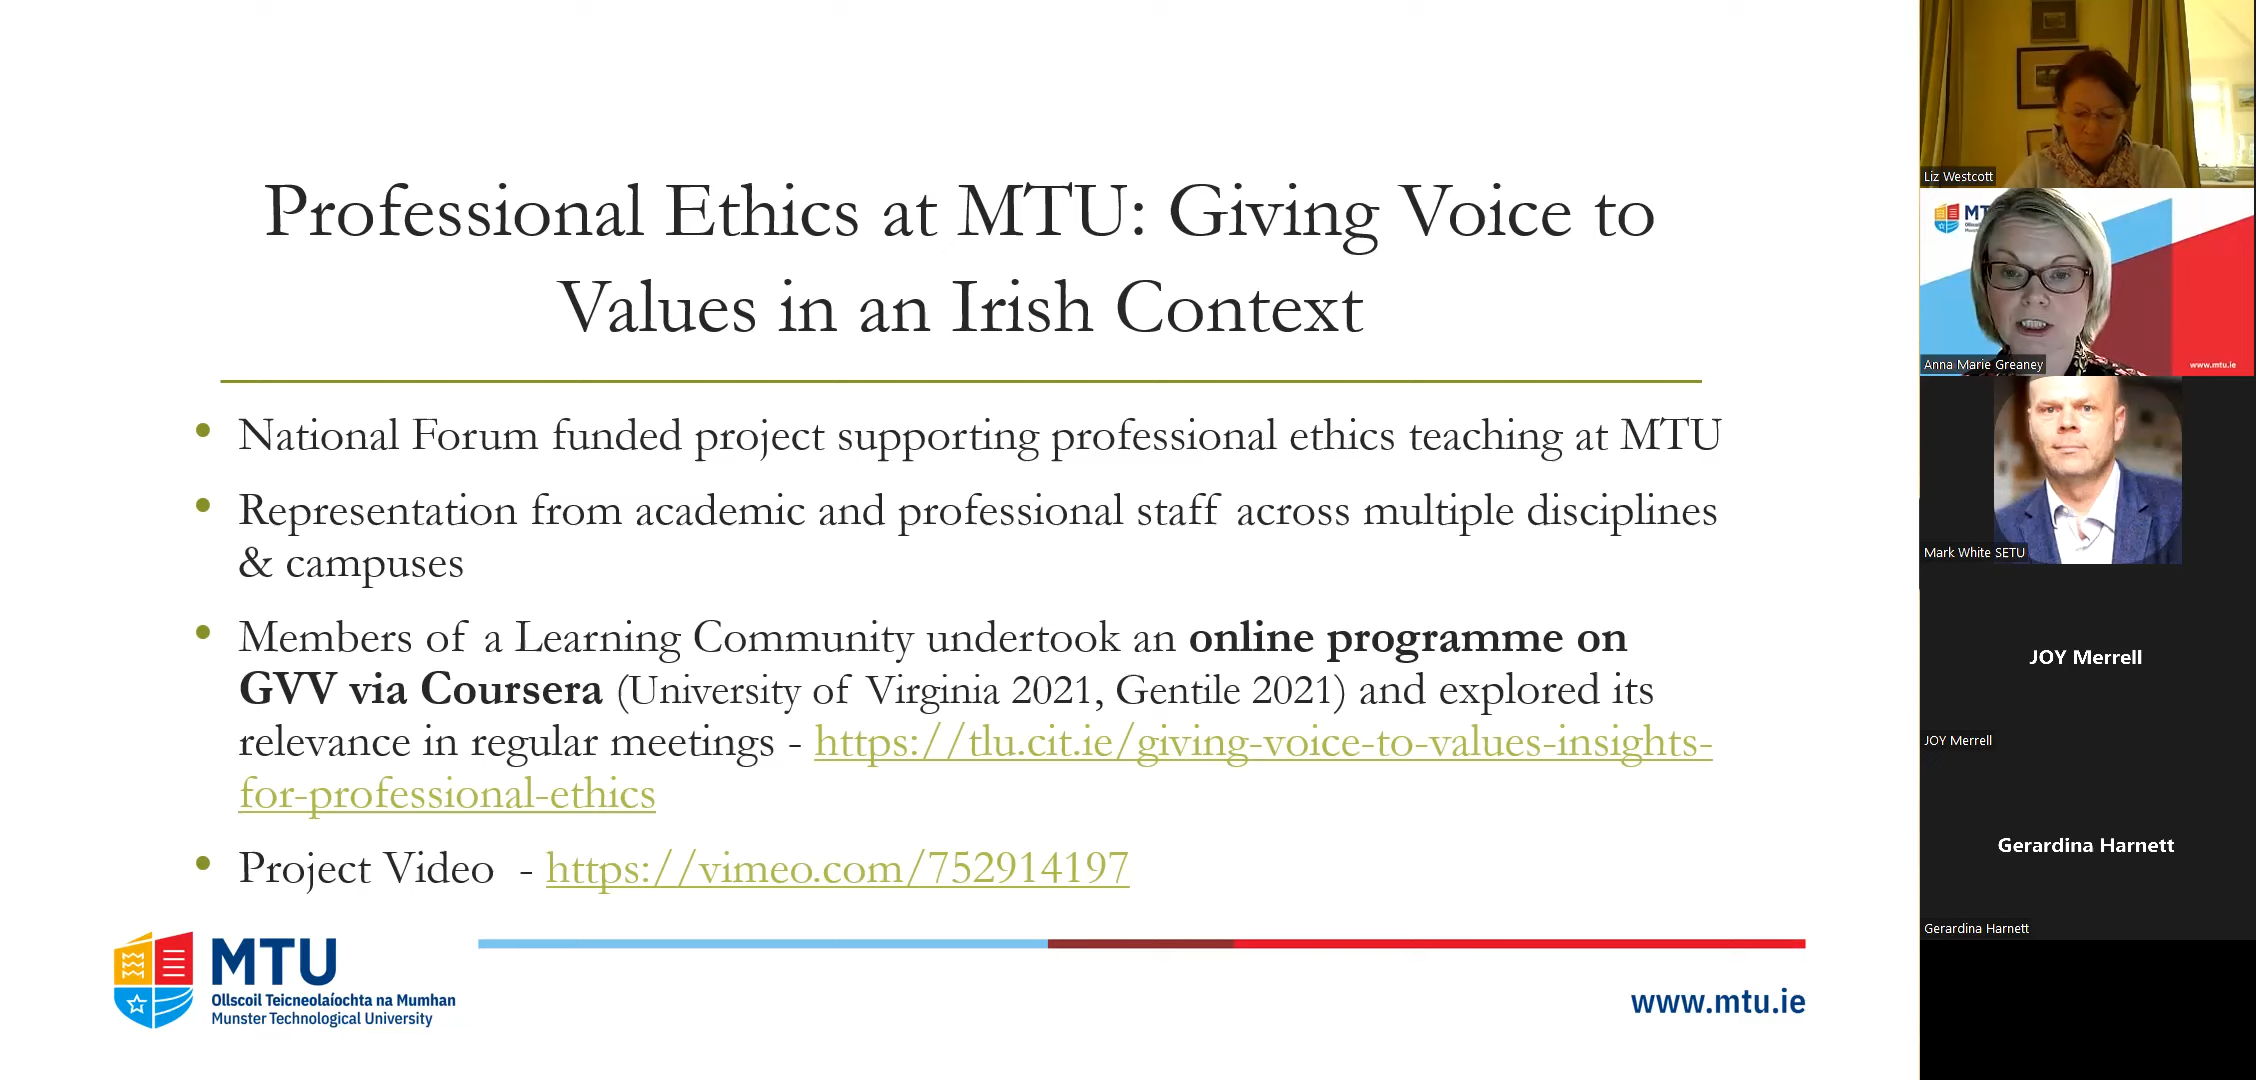 Professional Ethics at MTU: Giving Voice to
Values in an Irish Context
• National Forum funded project supporting professional ethics teaching at MTU
• Representation from academic and professional staff across multiple disciplines
& campuses
• Members of a Learning Community undertook an online programme on
GVV via Coursera (University of Virginia 2021, Gentile 2021) and explored its
relevance in regular meetings - https://tlu.cit.ie/giving-voice-to-values-insights-
for-professional-ethics
• Project Video - https://vimeo.com/752914197
MTU
Ollscoil Teicneolaíochta na Mumhan
Munster Technological University
www.mtu.ie
Liz Westcott
www.mtu.ie
Anna Marie Greaney
Mark White SETU
JOY Merrell
JOY Merrell
Gerardina Harnett
Gerardina Harnett